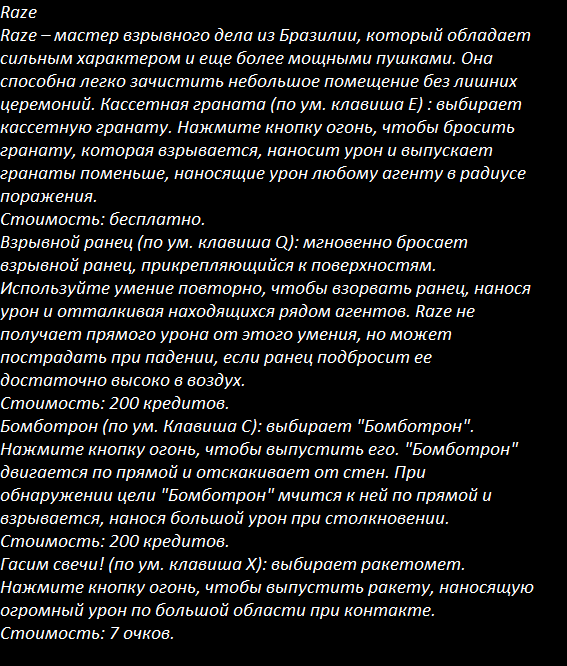 Raze
Raze – мастер взрывного дела из Бразилии, который обладает
сильным характером и еще более мощными пушками. Она
способна легко зачистить небольшое помещение без лишних
церемоний. Кассетная граната (по ум. клавиша E) : выбирает
кассетную гранату. Нажмите кнопку огонь, чтобы бросить
гранату, которая взрывается, наносит урон и выпускает
гранаты поменьше, наносящие урон любому агенту в радиусе
поражения.
Стоимость: бесплатно.
Взрывной ранец (по ум. клавиша Q): мгновенно бросает
взрывной ранец, прикрепляющийся к поверхностям.
Используйте умение повторно, чтобы взорвать ранец, нанося
урон и отталкивая находящихся рядом агентов. Raze не
получает прямого урона от этого умения, но может
пострадать при падении, если ранец подбросит ее
достаточно высоко в воздух.
Стоимость: 200 кредитов.
Бомботрон (по ум. Клавиша C): выбирает "Бомботрон".
Нажмите кнопку огонь, чтобы выпустить его. "Бомботрон"
двигается по прямой и отскакивает от стен. При
обнаружении цели "Бомботрон" мчится к ней по прямой и
взрывается, нанося большой урон при столкновении.
Стоимость: 200 кредитов.
Гасим свечи! (по ум. клавиша X): выбирает ракетомет.
Нажмите кнопку огонь, чтобы выпустить ракету, наносящую
огромный урон по большой области при контакте.
Стоимость: 7 очков.